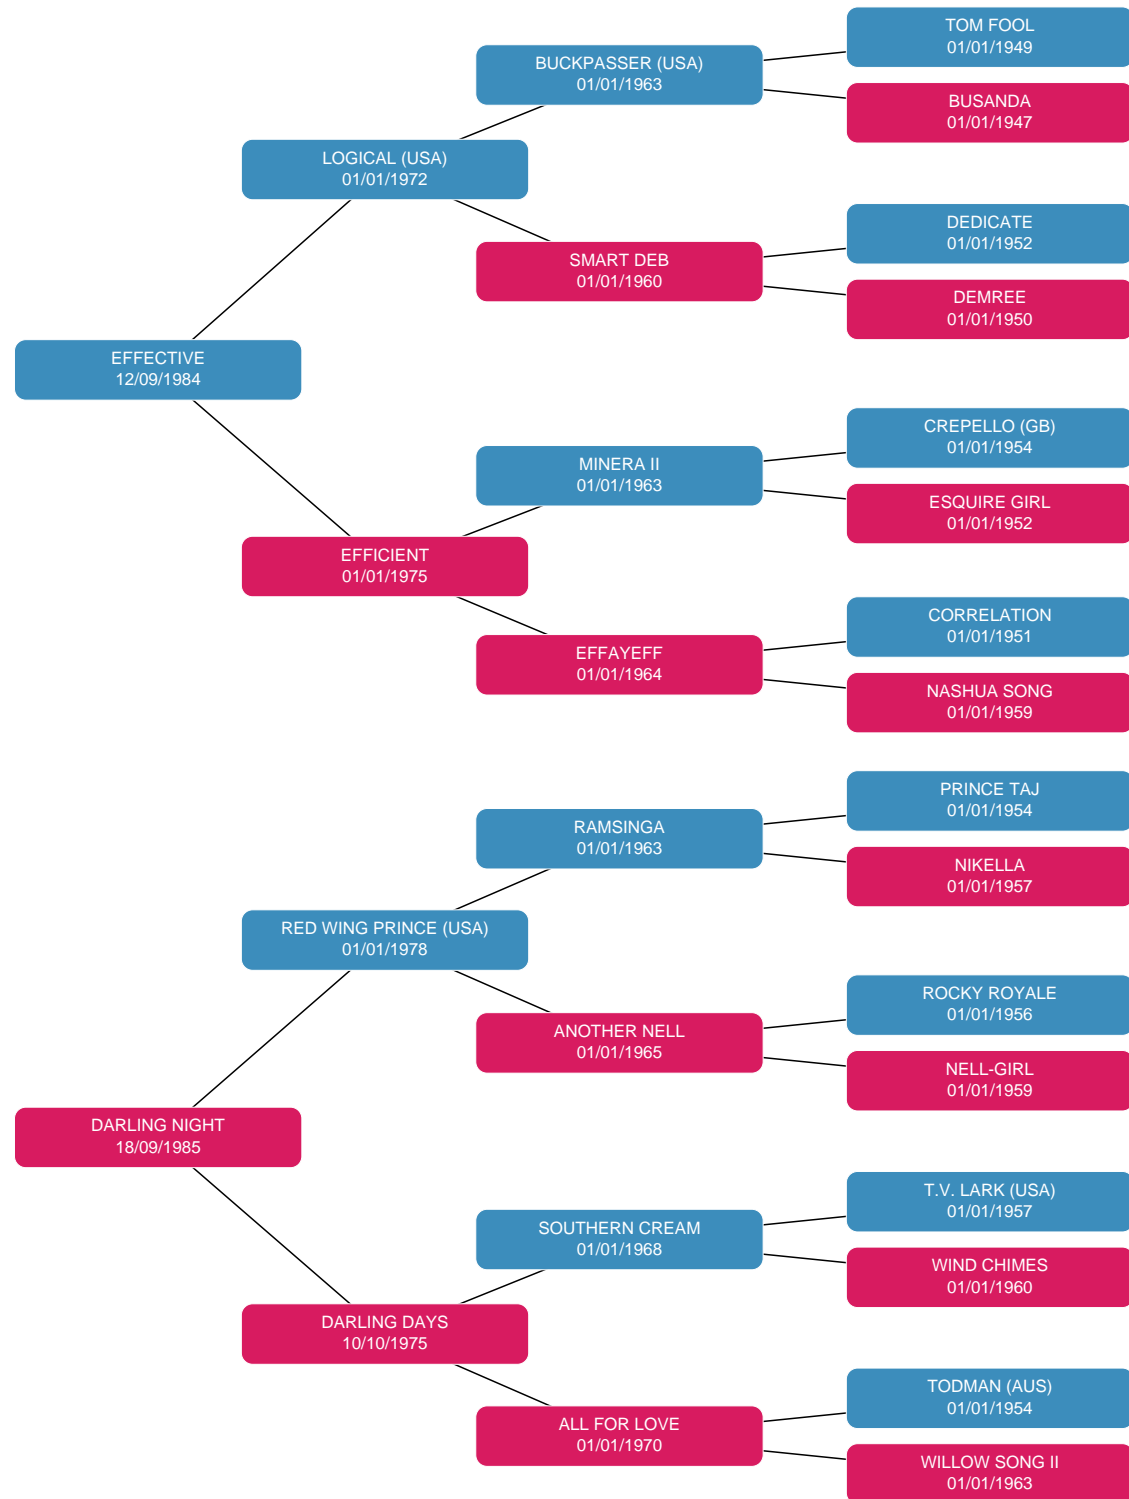 TOM FOOL
01/01/1949
BUCKPASSER (USA)
01/01/1963
BUSANDA
01/01/1947
LOGICAL (USA)
01/01/1972
DEDICATE
01/01/1952
SMART DEB
01/01/1960
DEMREE
01/01/1950
EFFECTIVE
12/09/1984
CREPELLO (GB)
01/01/1954
MINERA II
01/01/1963
ESQUIRE GIRL
01/01/1952
EFFICIENT
01/01/1975
CORRELATION
01/01/1951
EFFAYEFF
01/01/1964
NASHUA SONG
01/01/1959
PRINCE TAJ
01/01/1954
RAMSINGA
01/01/1963
NIKELLA
01/01/1957
RED WING PRINCE (USA)
01/01/1978
ROCKY ROYALE
01/01/1956
ANOTHER NELL
01/01/1965
NELL-GIRL
01/01/1959
DARLING NIGHT
18/09/1985
T.V. LARK (USA)
01/01/1957
SOUTHERN CREAM
01/01/1968
WIND CHIMES
01/01/1960
DARLING DAYS
10/10/1975
TODMAN (AUS)
01/01/1954
ALL FOR LOVE
01/01/1970
WILLOW SONG II
01/01/1963